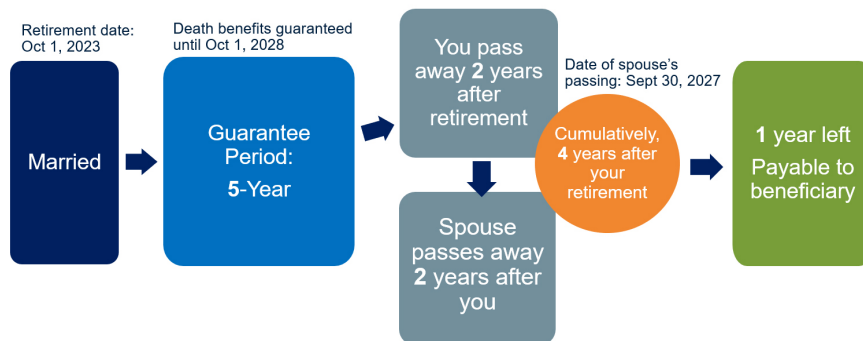 Retirement date:
Oct 1, 2023
Married
Death benefits guaranteed
until Oct 1, 2028
Guarantee
Period:
5-Year
You pass
away 2 years
after
retirement
Spouse
passes away
2 years after
you
Date of spouse's
passing: Sept 30, 2027
Cumulatively,
4 years after
your
retirement
1 year left
Payable to
beneficiary